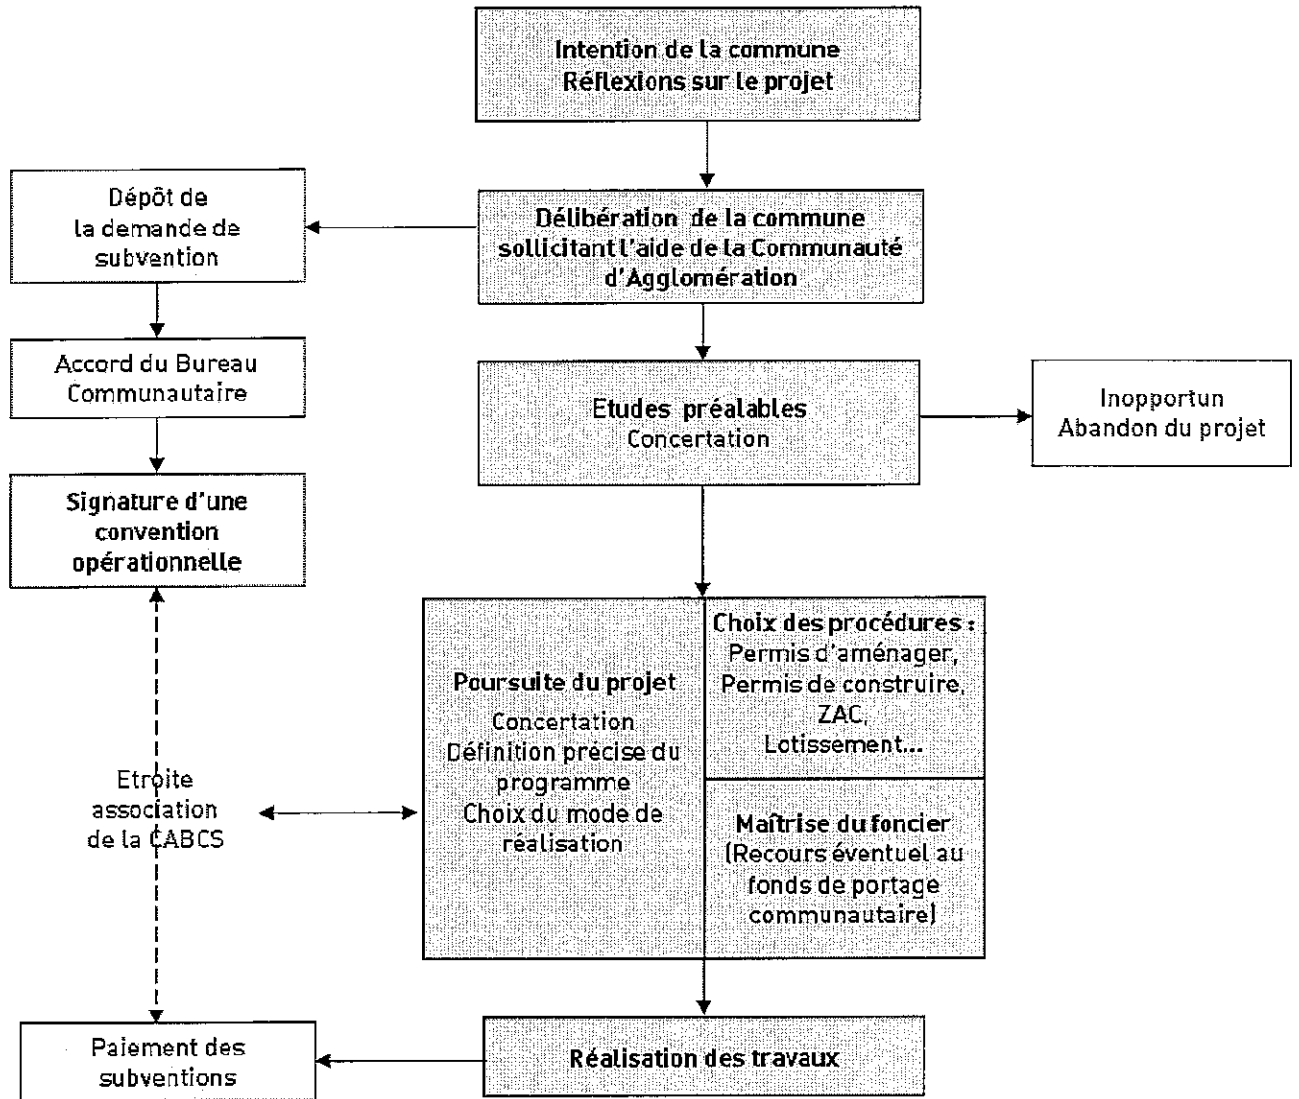 Intention de la commune
Réflexions sur le projet
Dépôt de
la demande de
subvention
Délibération de la commune
sollicitant l'aide de la Communauté
d'Agglomération
Accord du Bureau
Communautaire
Etudes préalables
Concertation
Inopportun
Abandon du projet
Signature d'une
convention
opérationnelle
Poursuite du projet
Concertation
Définition précise du
programme
Choix du mode de
réalisation
Choix des procédures :
Permis d'aménager,
Permis de construire,
ZAC,
Lotissement...
Maîtrise du foncier
(Recours éventuel au
fonds de portage
communautaire)
Etroite
association
de la CABCS
Paiement des
subventions
Réalisation des travaux